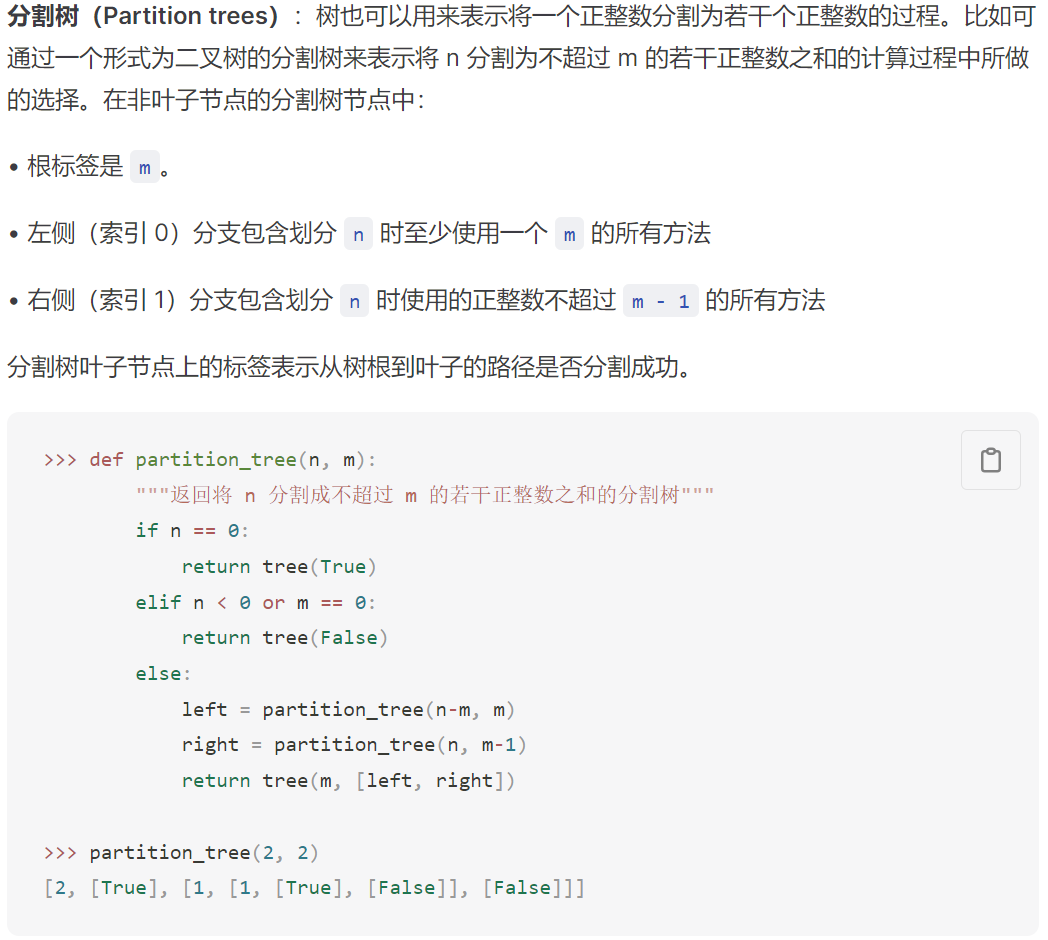 分割树（Partition trees）：树也可以用来表示将一个正整数分割为若干个正整数的过程。比如可
通过一个形式为二叉树的分割树来表示将 n 分割为不超过 m 的若干正整数之和的计算过程中所做
的选择。在非叶子节点的分割树节点中：
• 根标签是 m 。
• 左侧（索引 0）分支包含划分 n 时至少使用一个 m 的所有方法
• 右侧（索引 1）分支包含划分 n 时使用的正整数不超过 m - 1 的所有方法
分割树叶子节点上的标签表示从树根到叶子的路径是否分割成功。
>>> def partition_tree(n, m):
        """返回将 n 分割成不超过 m 的若干正整数之和的分割树"""
        if n == 0:
            return tree(True)
        elif n < 0 or m == 0:
            return tree(False)
        else:
            left = partition_tree(n-m, m)
            right = partition_tree(n, m-1)
            return tree(m, [left, right])
>>> partition_tree(2, 2)
[2, [True], [1, [1, [True], [False]], [False]]]